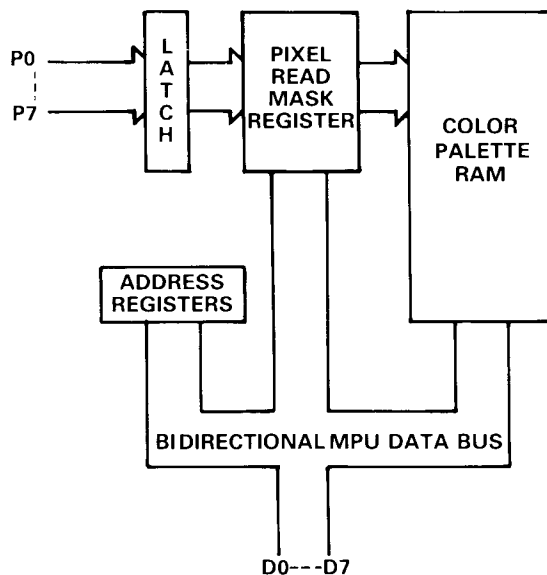 P0
P7
L
A
T
C
H
PIXEL
READ
MASK
REGISTER
COLOR
PALETTE
RAM
ADDRESS
REGISTERS
BIDIRECTIONAL MPU DATA BUS
D0---D7